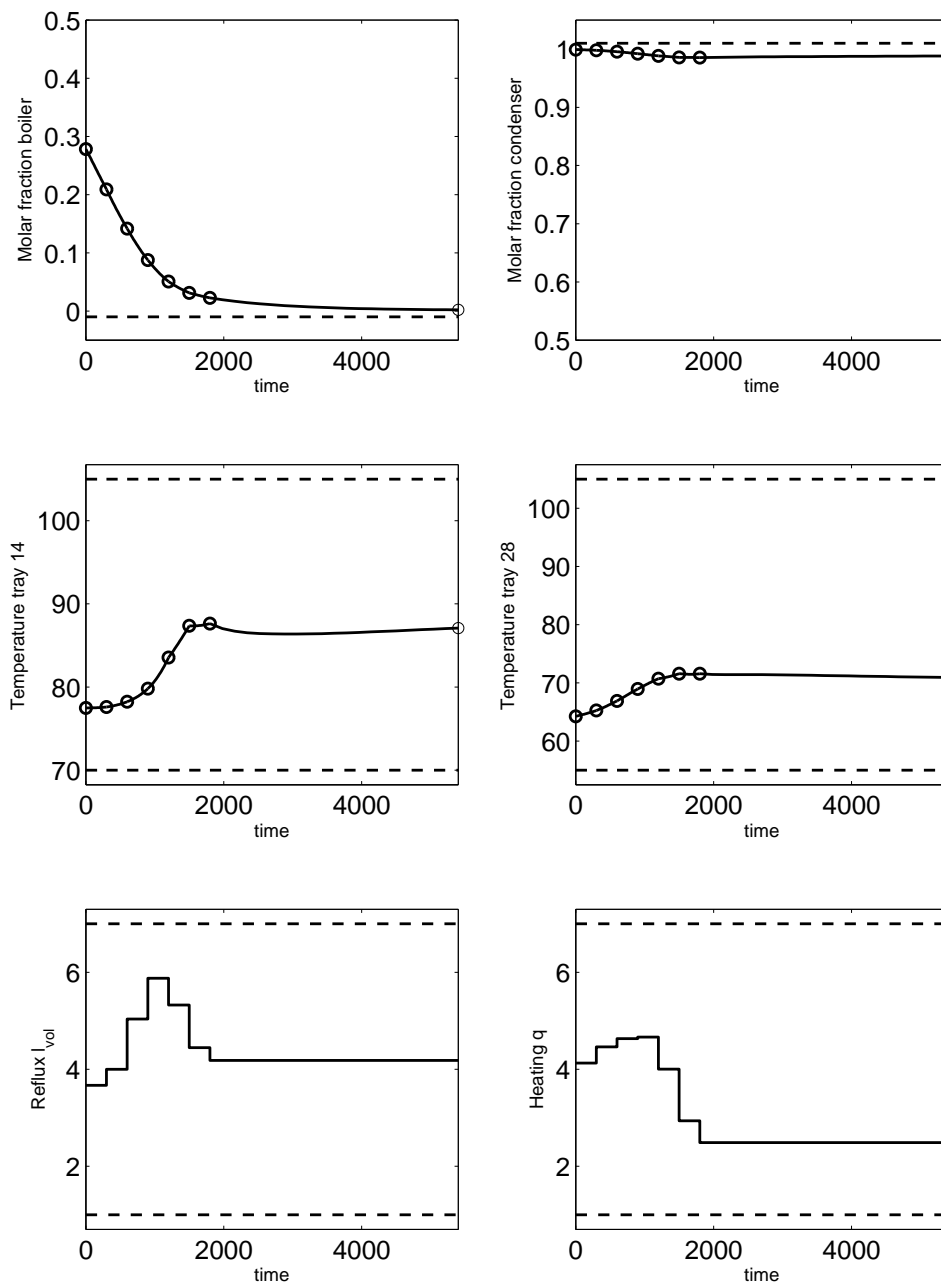 0.5
0.4
0.3
0.2
0.1
0
Molar fraction boiler
0 2000 4000
time
1
0.9
0.8
0.7
0.6
0.5
Molar fraction condenser
0 2000 4000
time
100
90
80
70
Temperature tray 14
0 2000 4000
time
100
90
80
70
60
Temperature tray 28
0 2000 4000
time
6
4
2
Reflux l_vol
0 2000 4000
time
6
4
2
Heating q
0 2000 4000
time